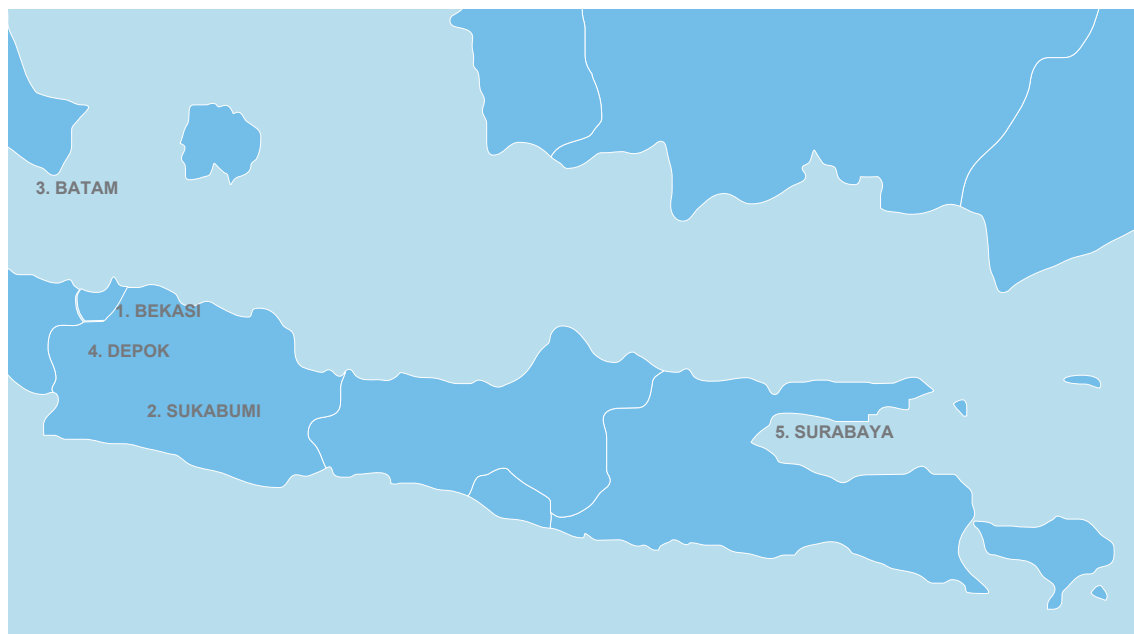 3. BATAM
1. BEKASI
4. DEPOK
2. SUKABUMI
5. SURABAYA